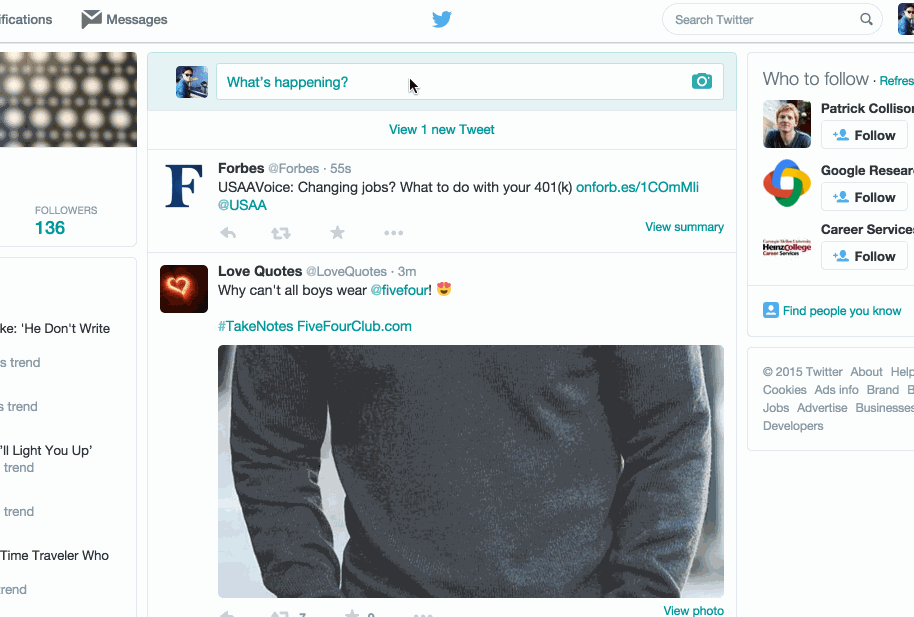 ifications
Messages
Search Twitter
What's happening?
View 1 new Tweet
FOLLOWERS
136
F
Forbes @Forbes · 55s
USAAVoice: Changing jobs? What to do with your 401(k) onforb.es/1COmMli
@USAA
View summary
Love Quotes @LoveQuotes · 3m
Why can't all boys wear @fivefour! 😍
#TakeNotes FiveFourClub.com
View photo
ke: 'He Don't Write
s trend
s trend
'll Light You Up'
trend
trend
Time Traveler Who
rend
Who to follow · Refres
Patrick Collison
Follow
Google Resear
Follow
Career Services
Carnegie Mellon University
HeinzCollege
Career Services
Follow
Find people you know
© 2015 Twitter About Help
Cookies Ads info Brand B
Jobs Advertise Businesses
Developers